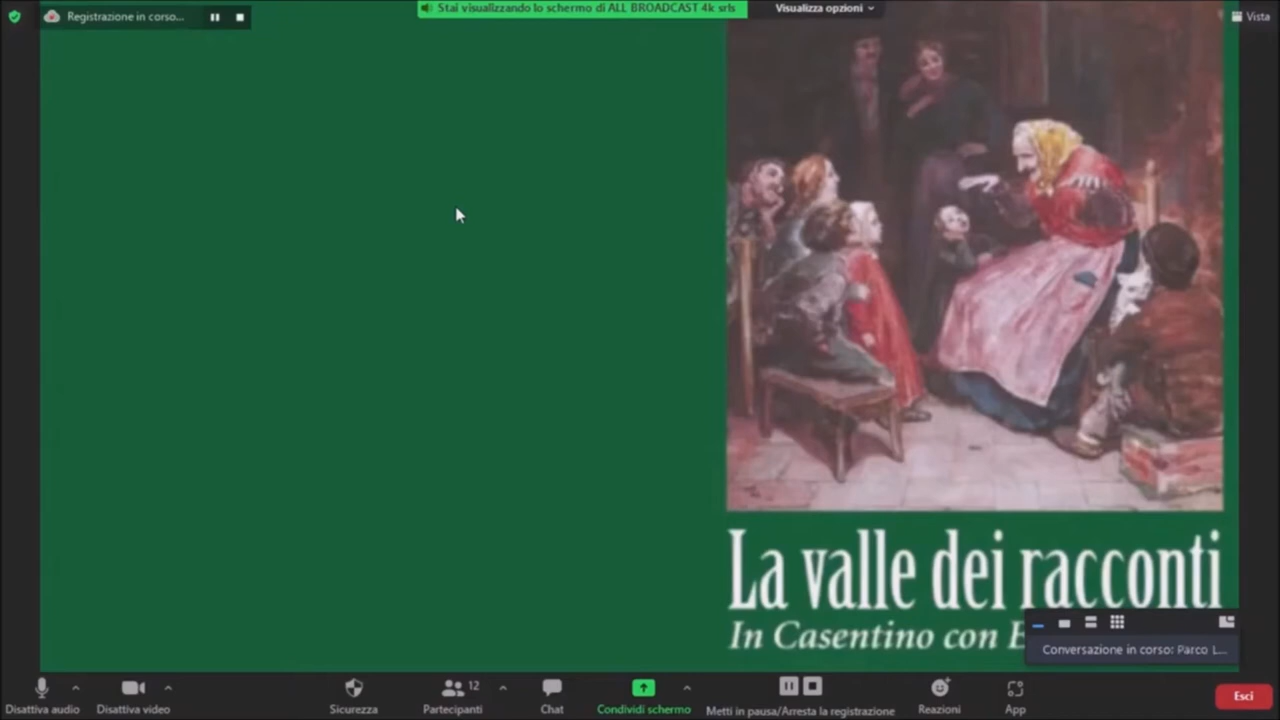 Registrazione in corso...
Stai visualizzando lo schermo di ALL BROADCAST 4k srls
Visualizza opzioni
Vista
La valle dei racconti
In Casentino con E
Conversazione in corso: Parco L...
Disattiva audio
Disattiva video
Sicurezza
12
Partecipanti
Chat
Condividi schermo
Metti in pausa/Arresta la registrazione
Reazioni
App
Esci